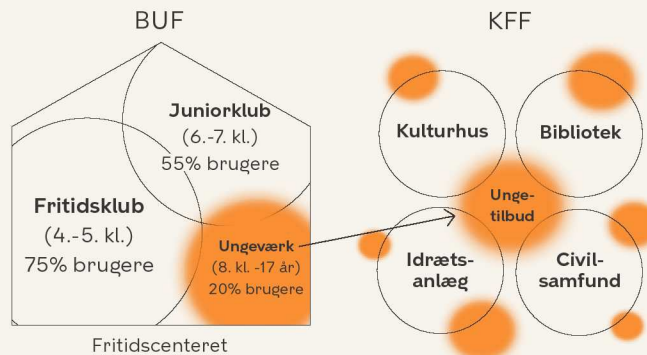 BUF
Juniorklub
(6.-7. kl.)
55% brugere
Fritidsklub
(4.-5. kl.)
75% brugere
Ungeværk
(8. kl. -17 år)
20% brugere
Fritidscenteret
KFF
Kulturhus
Bibliotek
Unge-
tilbud
Idræts-
anlæg
Civil-
samfund